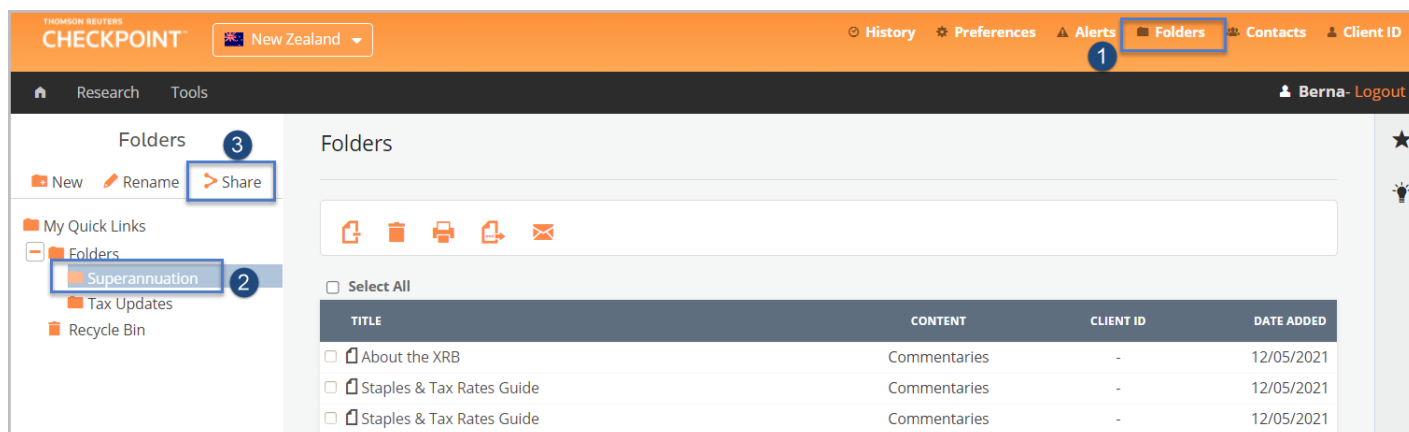 THOMSON REUTERS
CHECKPOINT™ New Zealand
History Preferences Alerts Folders Contacts Client ID
1
Research Tools Berna- Logout
Folders 3
New Rename Share
My Quick Links
Folders
Superannuation 2
Tax Updates
Recycle Bin
Folders
Select All
TITLE CONTENT CLIENT ID DATE ADDED
About the XRB Commentaries - 12/05/2021
Staples & Tax Rates Guide Commentaries - 12/05/2021
Staples & Tax Rates Guide Commentaries - 12/05/2021